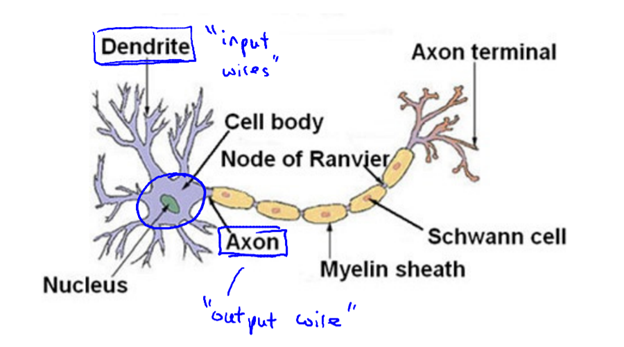 Dendrite
"input
wires"
Axon terminal
Cell body
Node of Ranvier
Axon
Schwann cell
Myelin sheath
Nucleus
"output wire"